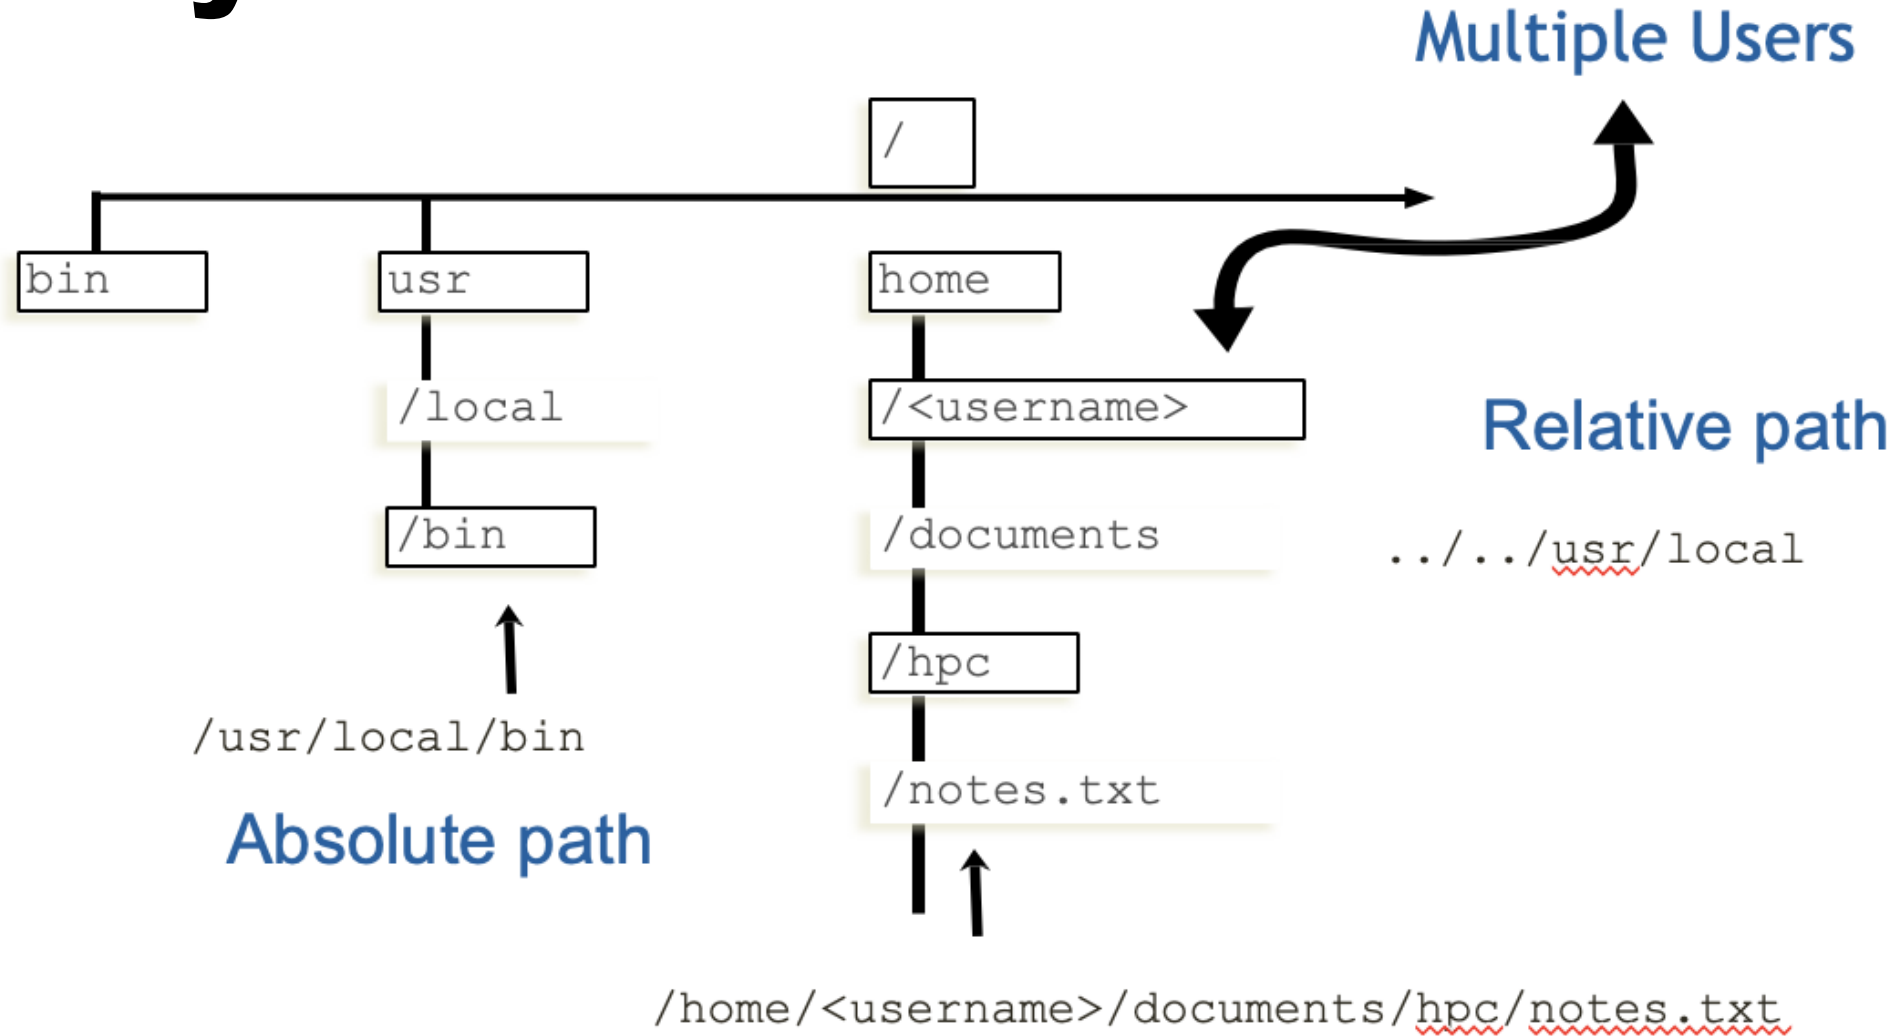 Multiple Users
/
bin
usr
home
/local
/<username>
Relative path
/bin
/documents
../../usr/local
/hpc
/usr/local/bin
/notes.txt
Absolute path
/home/<username>/documents/hpc/notes.txt